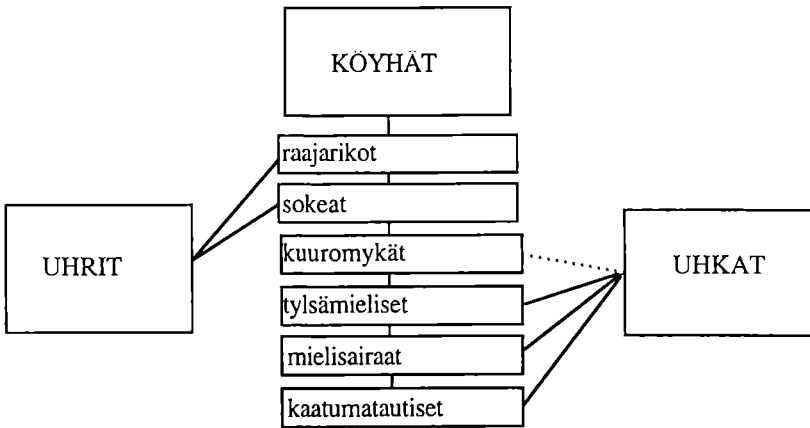 KÖYHÄT
raajarikot
sokeat
UHRIT
kuuromykät
UHKAT
tylsämieliset
mielisairaat
kaatumatautiset